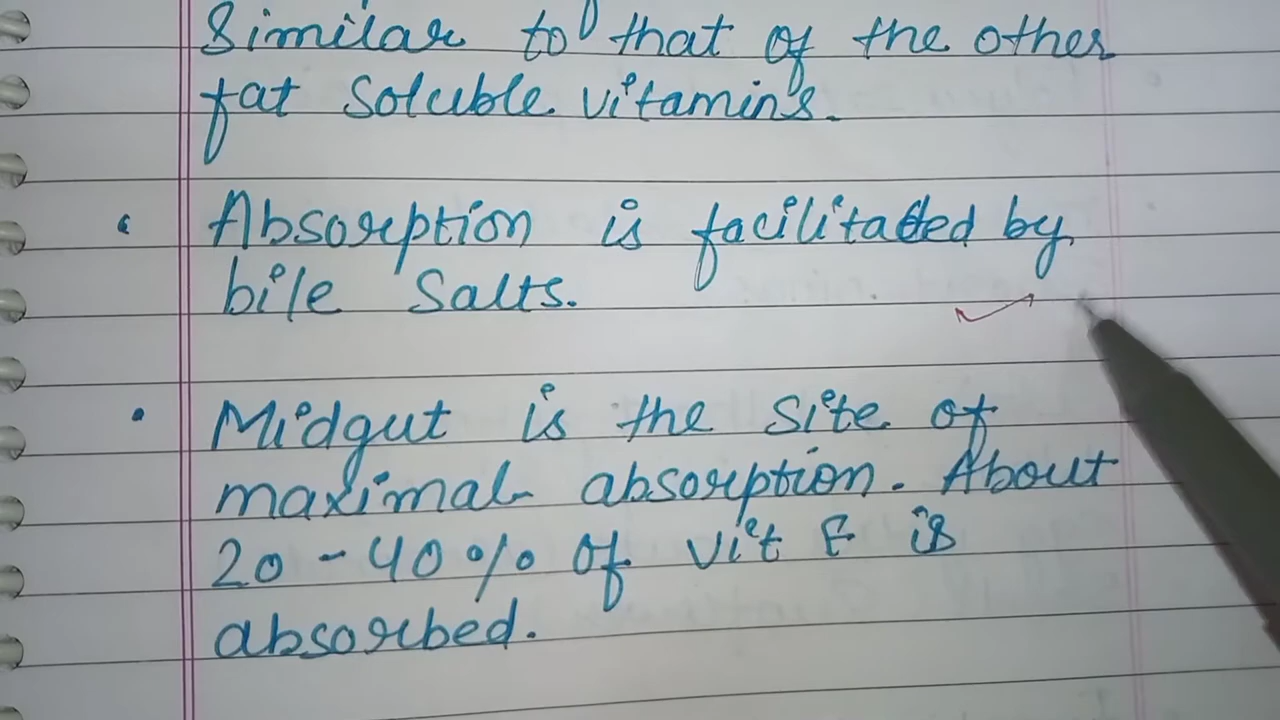 Similar to that of the other
fat soluble vitamins.
• Absorption is facilitated by
bile salts.
• Midgut is the site of
maximal absorption. About
20-40% of vit E is
absorbed.